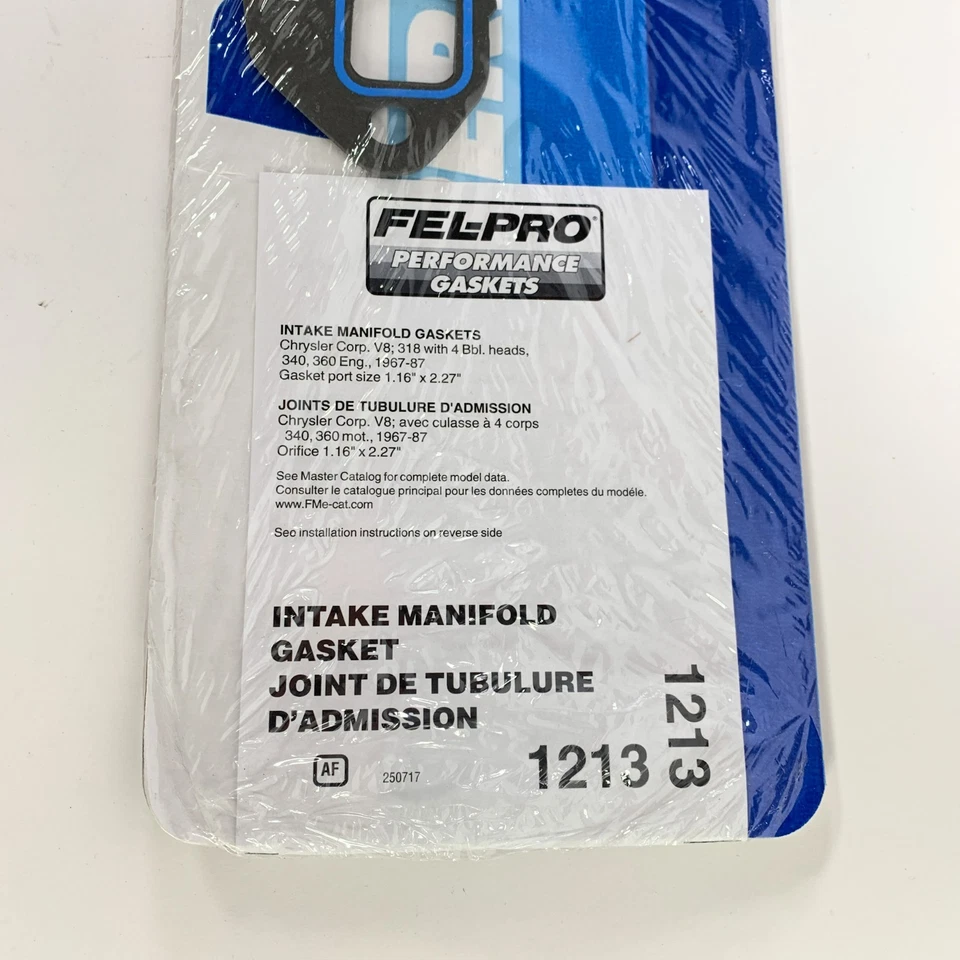 FEL-PRO®
PERFORMANCE
GASKETS
INTAKE MANIFOLD GASKETS
Chrysler Corp. V8; 318 with 4 Bbl. heads,
340, 360 Eng., 1967-87
Gasket port size 1.16" x 2.27"
JOINTS DE TUBULURE D'ADMISSION
Chrysler Corp. V8; avec culasse à 4 corps
340, 360 mot., 1967-87
Orifice 1.16" x 2.27"
See Master Catalog for complete model data.
Consulter le catalogue principal pour les données completes du modéle.
www.FMe-cat.com
See installation instructions on reverse side
INTAKE MANIFOLD
GASKET
JOINT DE TUBULURE
D'ADMISSION
AF
250717
1213
1213